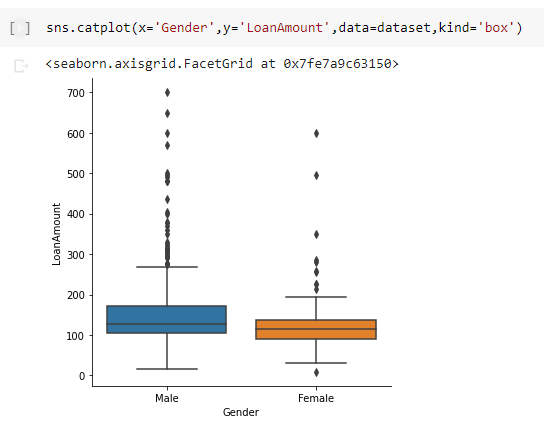 [ ] sns.catplot(x='Gender',y='LoanAmount',data=dataset,kind='box')
<seaborn.axisgrid.FacetGrid at 0x7fe7a9c63150>
700
600
500
400
300
200
100
0
LoanAmount
Male Female
Gender